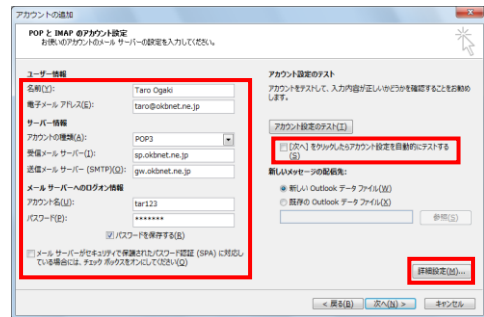 アカウントの追加
POP と IMAP のアカウント設定
お使いのアカウントのメール サーバーの設定を入力してください。
ユーザー情報
名前(Y):
Taro Ogaki
電子メール アドレス(E):
taro@okbnet.ne.jp
サーバー情報
アカウントの種類(A):
POP3
受信メール サーバー(I):
sp.okbnet.ne.jp
送信メール サーバー (SMTP)(O):
gw.okbnet.ne.jp
メール サーバーへのログオン情報
アカウント名(U):
tar123
パスワード(P):
*******
パスワードを保存する(R)
メール サーバーがセキュリティで保護されたパスワード認証 (SPA) に対応し
ている場合には、チェック ボックスをオンにしてください(Q)
アカウント設定のテスト
アカウントをテストして、入力内容が正しいかどうかを確認することをお勧め
します。
アカウント設定のテスト(T)
[次へ] をクリックしたらアカウント設定を自動的にテストする
(S)
新しいメッセージの配信先:
新しい Outlook データ ファイル(W)
既存の Outlook データ ファイル(X)
参照(S)
詳細設定(M)...
< 戻る(B)
次へ(N) >
キャンセル